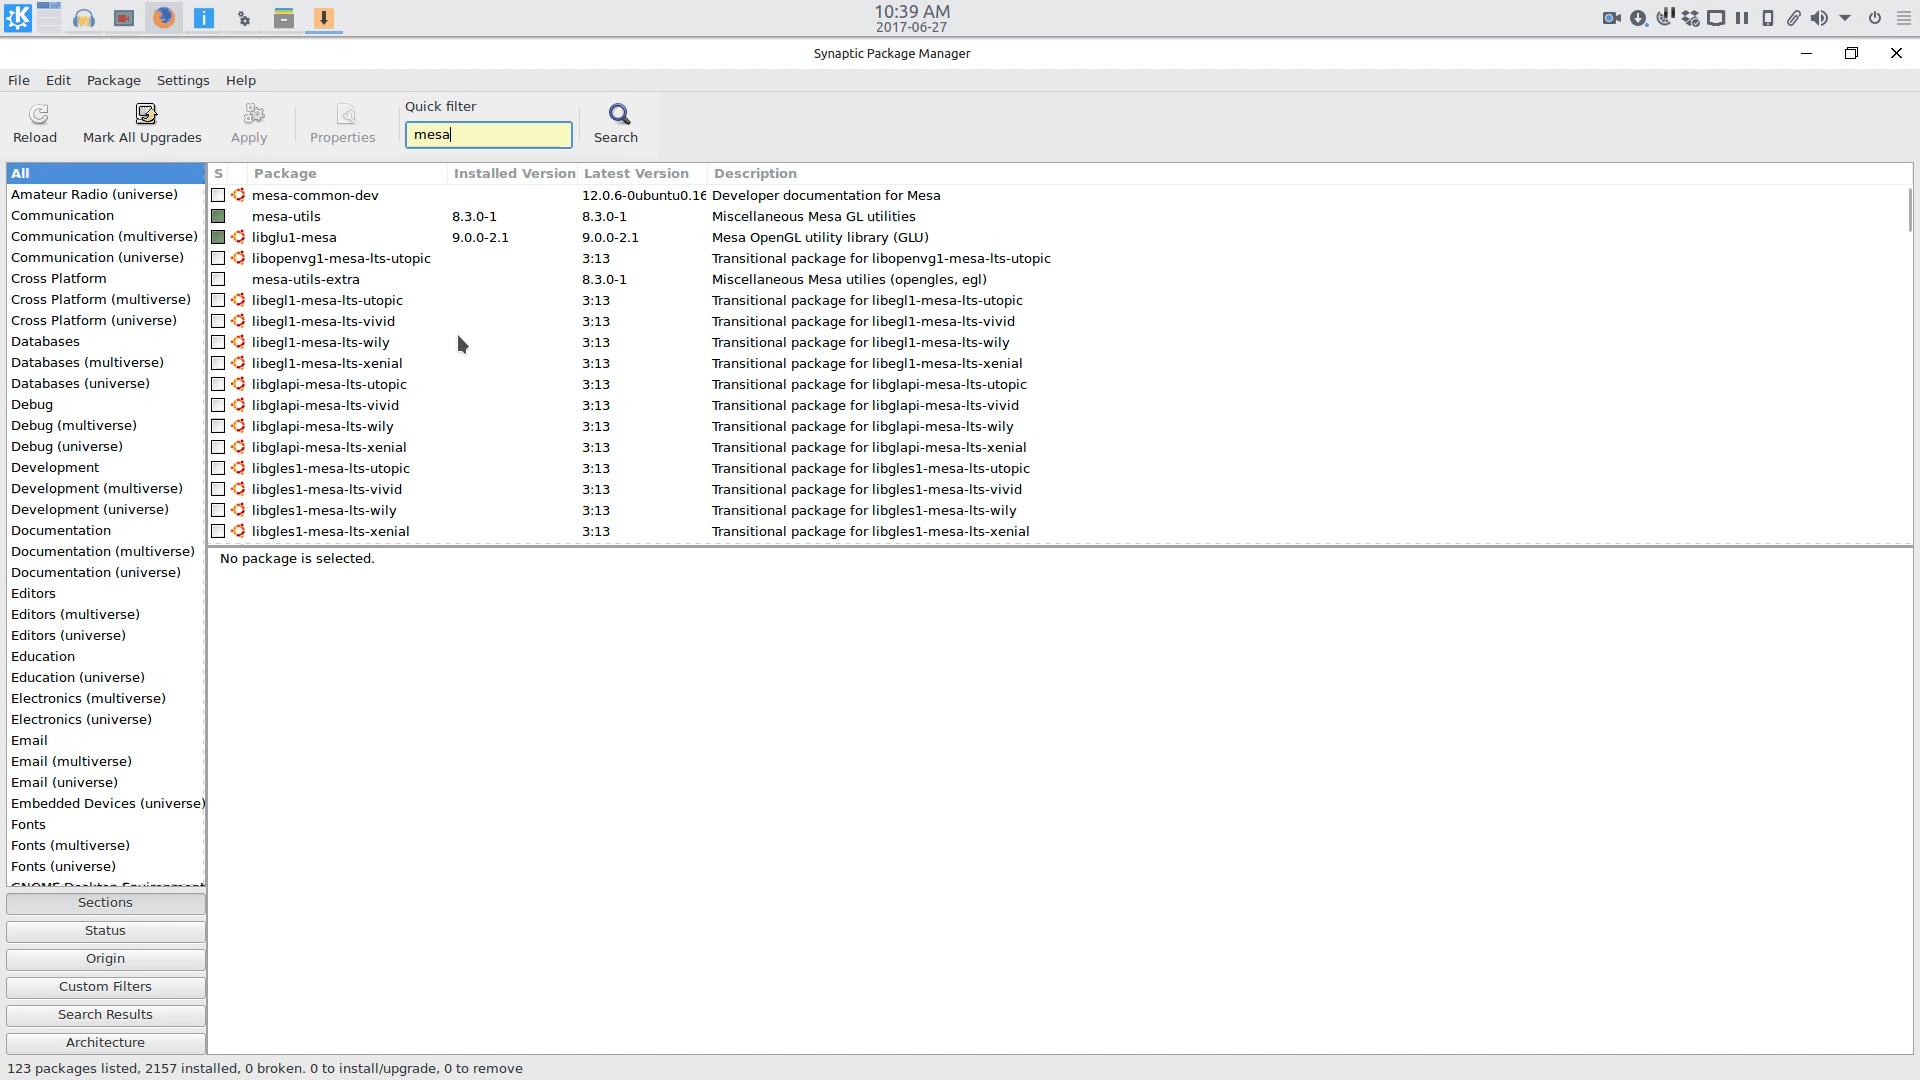 10:39 AM
2017-06-27
Synaptic Package Manager
File Edit Package Settings Help
Reload Mark All Upgrades Apply Properties Quick filter mesa Search
S Package Installed Version Latest Version Description
mesa-common-dev 12.0.6-0ubuntu0.16 Developer documentation for Mesa
mesa-utils 8.3.0-1 8.3.0-1 Miscellaneous Mesa GL utilities
libglu1-mesa 9.0.0-2.1 9.0.0-2.1 Mesa OpenGL utility library (GLU)
libopenvg1-mesa-lts-utopic 3:13 Transitional package for libopenvg1-mesa-lts-utopic
mesa-utils-extra 8.3.0-1 Miscellaneous Mesa utilies (opengles, egl)
libegl1-mesa-lts-utopic 3:13 Transitional package for libegl1-mesa-lts-utopic
libegl1-mesa-lts-vivid 3:13 Transitional package for libegl1-mesa-lts-vivid
libegl1-mesa-lts-wily 3:13 Transitional package for libegl1-mesa-lts-wily
libegl1-mesa-lts-xenial 3:13 Transitional package for libegl1-mesa-lts-xenial
libglapi-mesa-lts-utopic 3:13 Transitional package for libglapi-mesa-lts-utopic
libglapi-mesa-lts-vivid 3:13 Transitional package for libglapi-mesa-lts-vivid
libglapi-mesa-lts-wily 3:13 Transitional package for libglapi-mesa-lts-wily
libglapi-mesa-lts-xenial 3:13 Transitional package for libglapi-mesa-lts-xenial
libgles1-mesa-lts-utopic 3:13 Transitional package for libgles1-mesa-lts-utopic
libgles1-mesa-lts-vivid 3:13 Transitional package for libgles1-mesa-lts-vivid
libgles1-mesa-lts-wily 3:13 Transitional package for libgles1-mesa-lts-wily
libgles1-mesa-lts-xenial 3:13 Transitional package for libgles1-mesa-lts-xenial
No package is selected.
All
Amateur Radio (universe)
Communication
Communication (multiverse)
Communication (universe)
Cross Platform
Cross Platform (multiverse)
Cross Platform (universe)
Databases
Databases (multiverse)
Databases (universe)
Debug
Debug (multiverse)
Debug (universe)
Development
Development (multiverse)
Development (universe)
Documentation
Documentation (multiverse)
Documentation (universe)
Editors
Editors (multiverse)
Editors (universe)
Education
Education (universe)
Electronics (multiverse)
Electronics (universe)
Email
Email (multiverse)
Email (universe)
Embedded Devices (universe)
Fonts
Fonts (multiverse)
Fonts (universe)
Sections
Status
Origin
Custom Filters
Search Results
Architecture
123 packages listed, 2157 installed, 0 broken. 0 to install/upgrade, 0 to remove